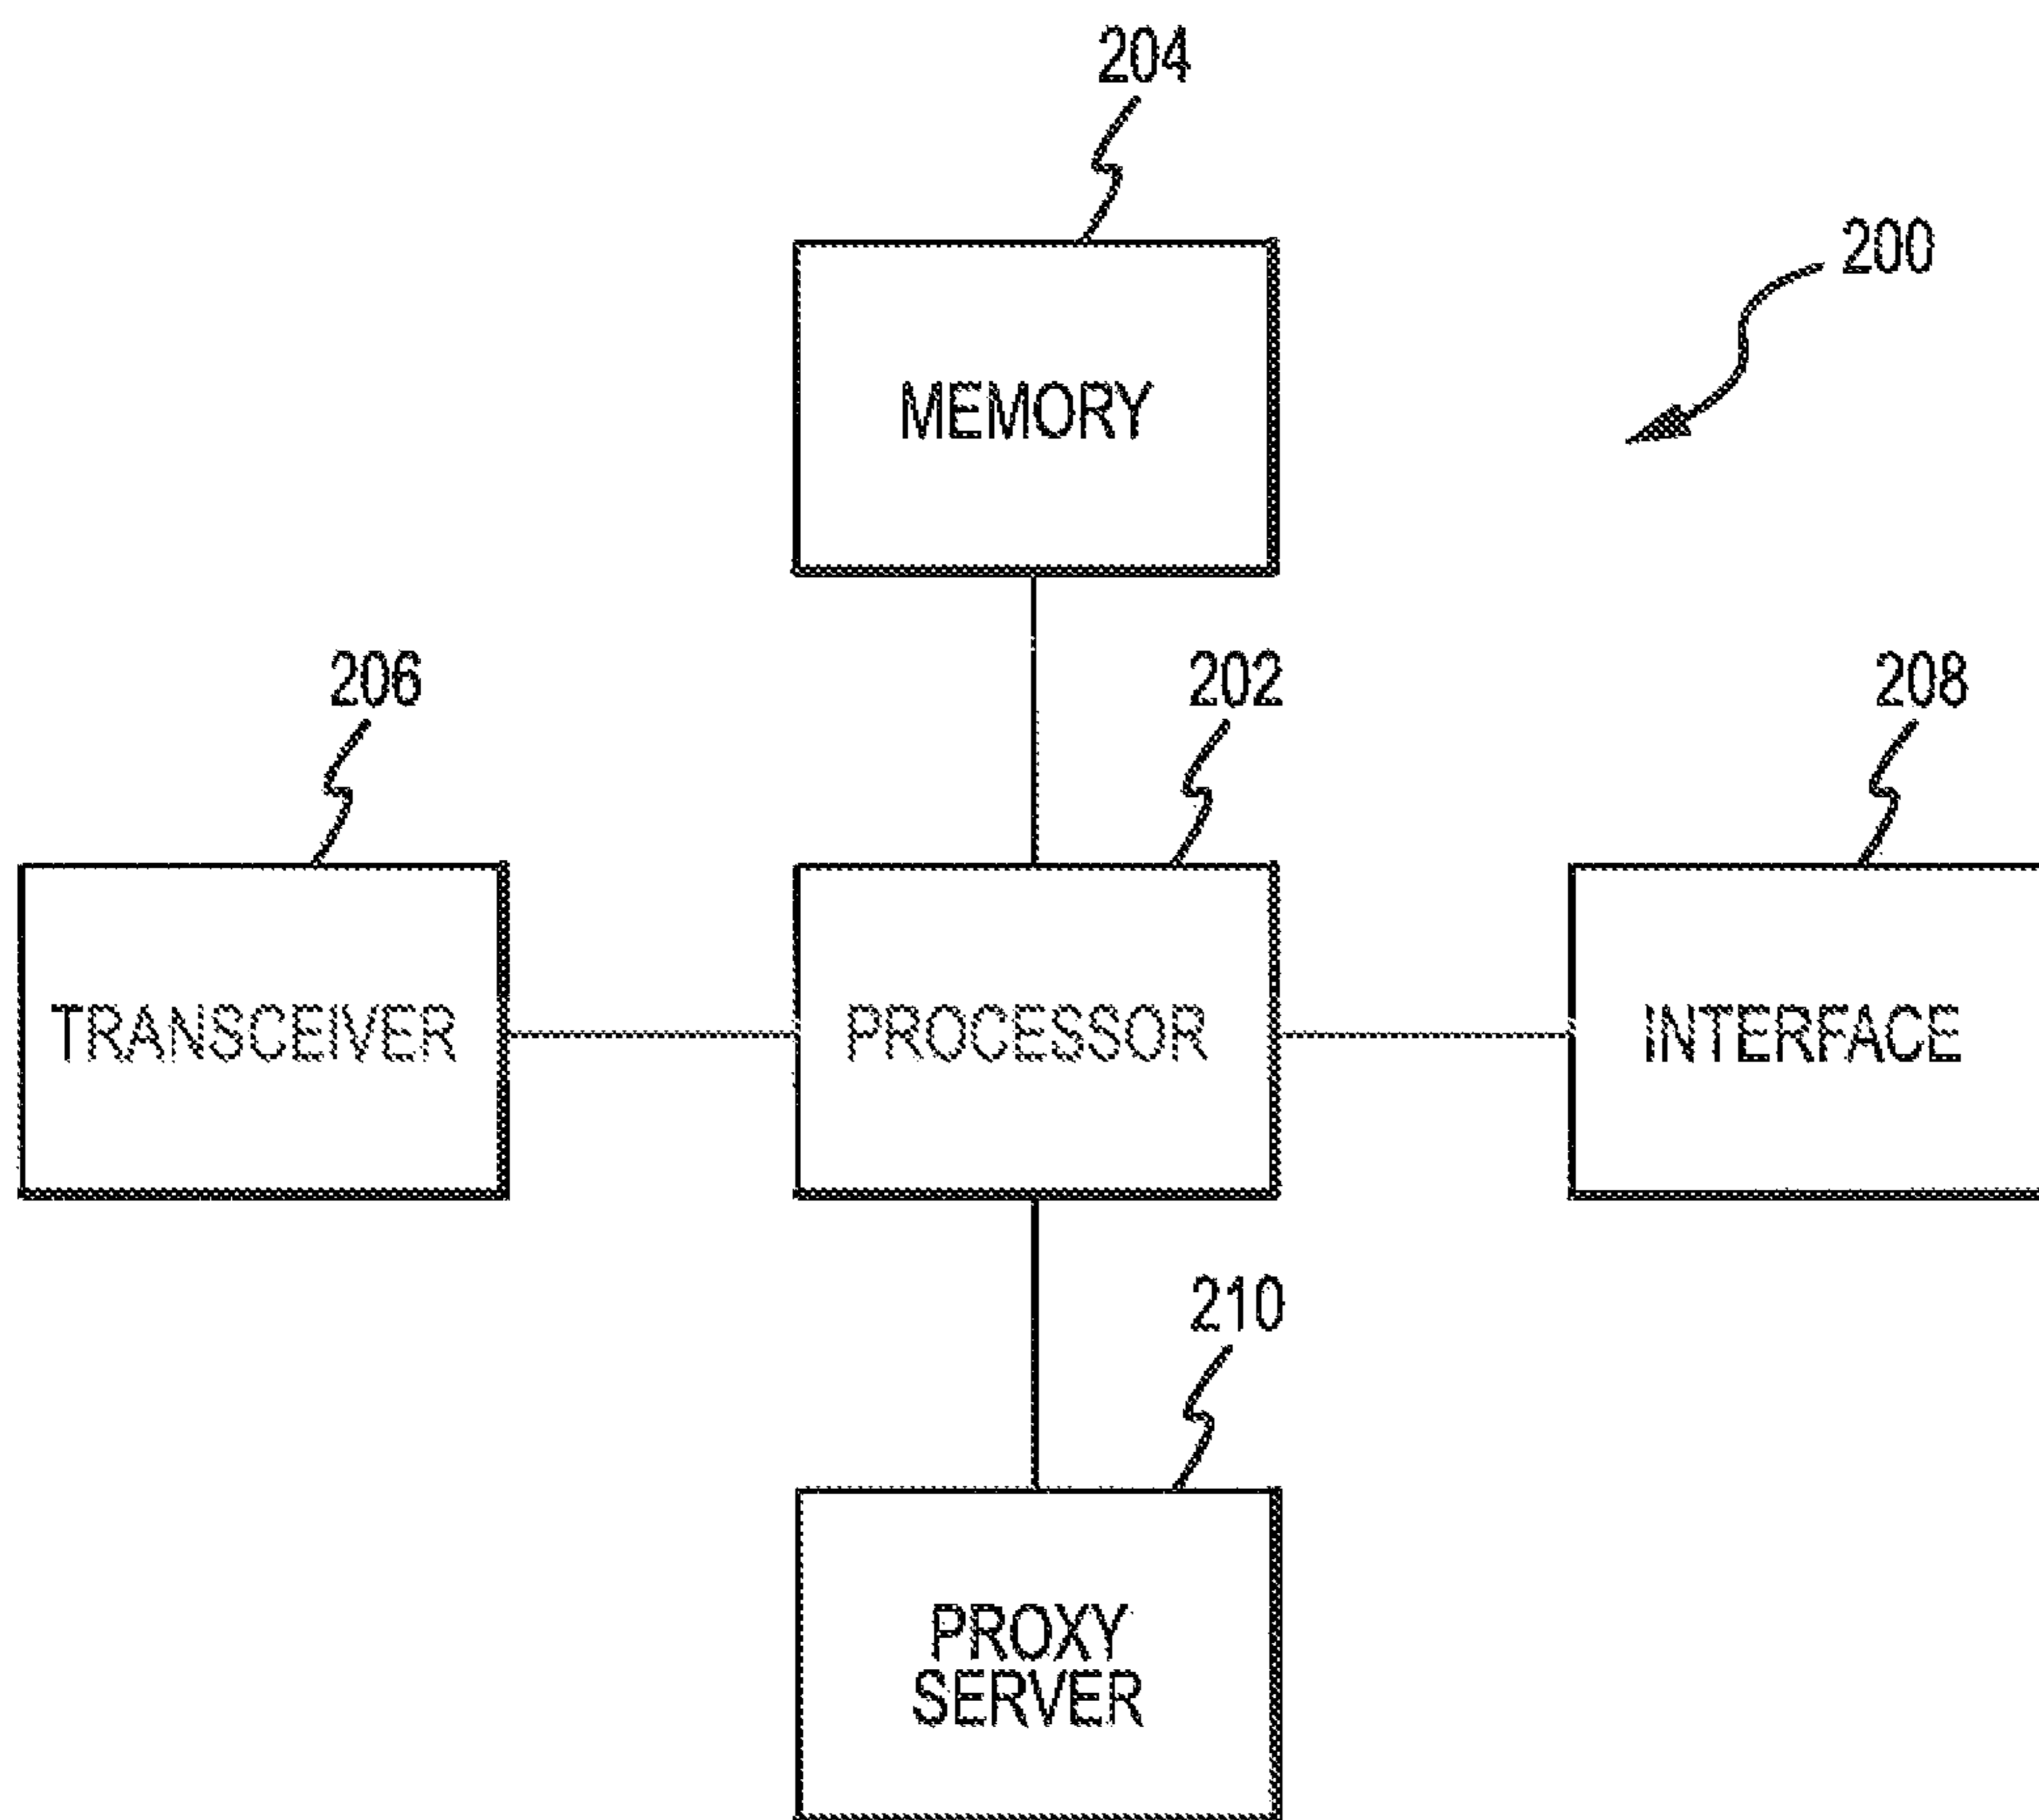 204
200
MEMORY
206
202
208
TRANSCEIVER
PROCESSOR
INTERFACE
210
PROXY
SERVER